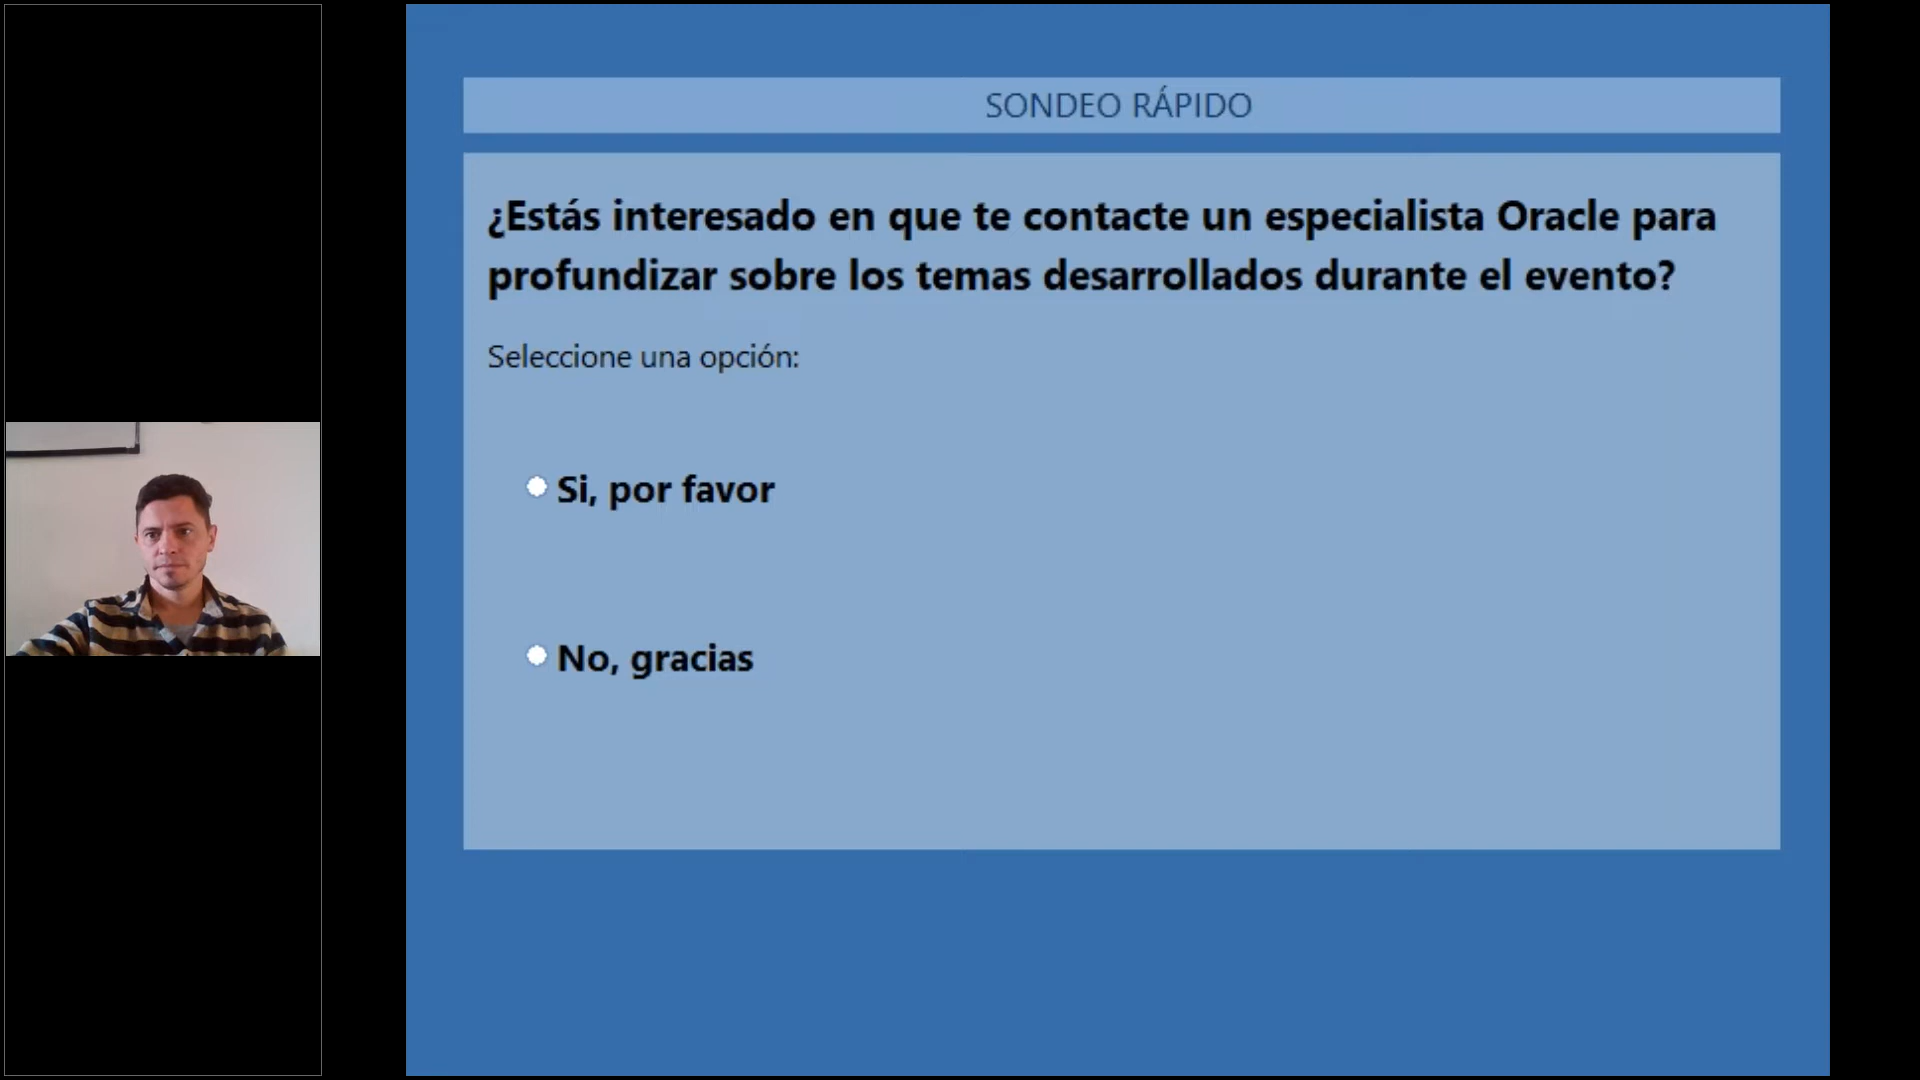 SONDEO RÁPIDO
¿Estás interesado en que te contacte un especialista Oracle para
profundizar sobre los temas desarrollados durante el evento?
Seleccione una opción:
Si, por favor
No, gracias